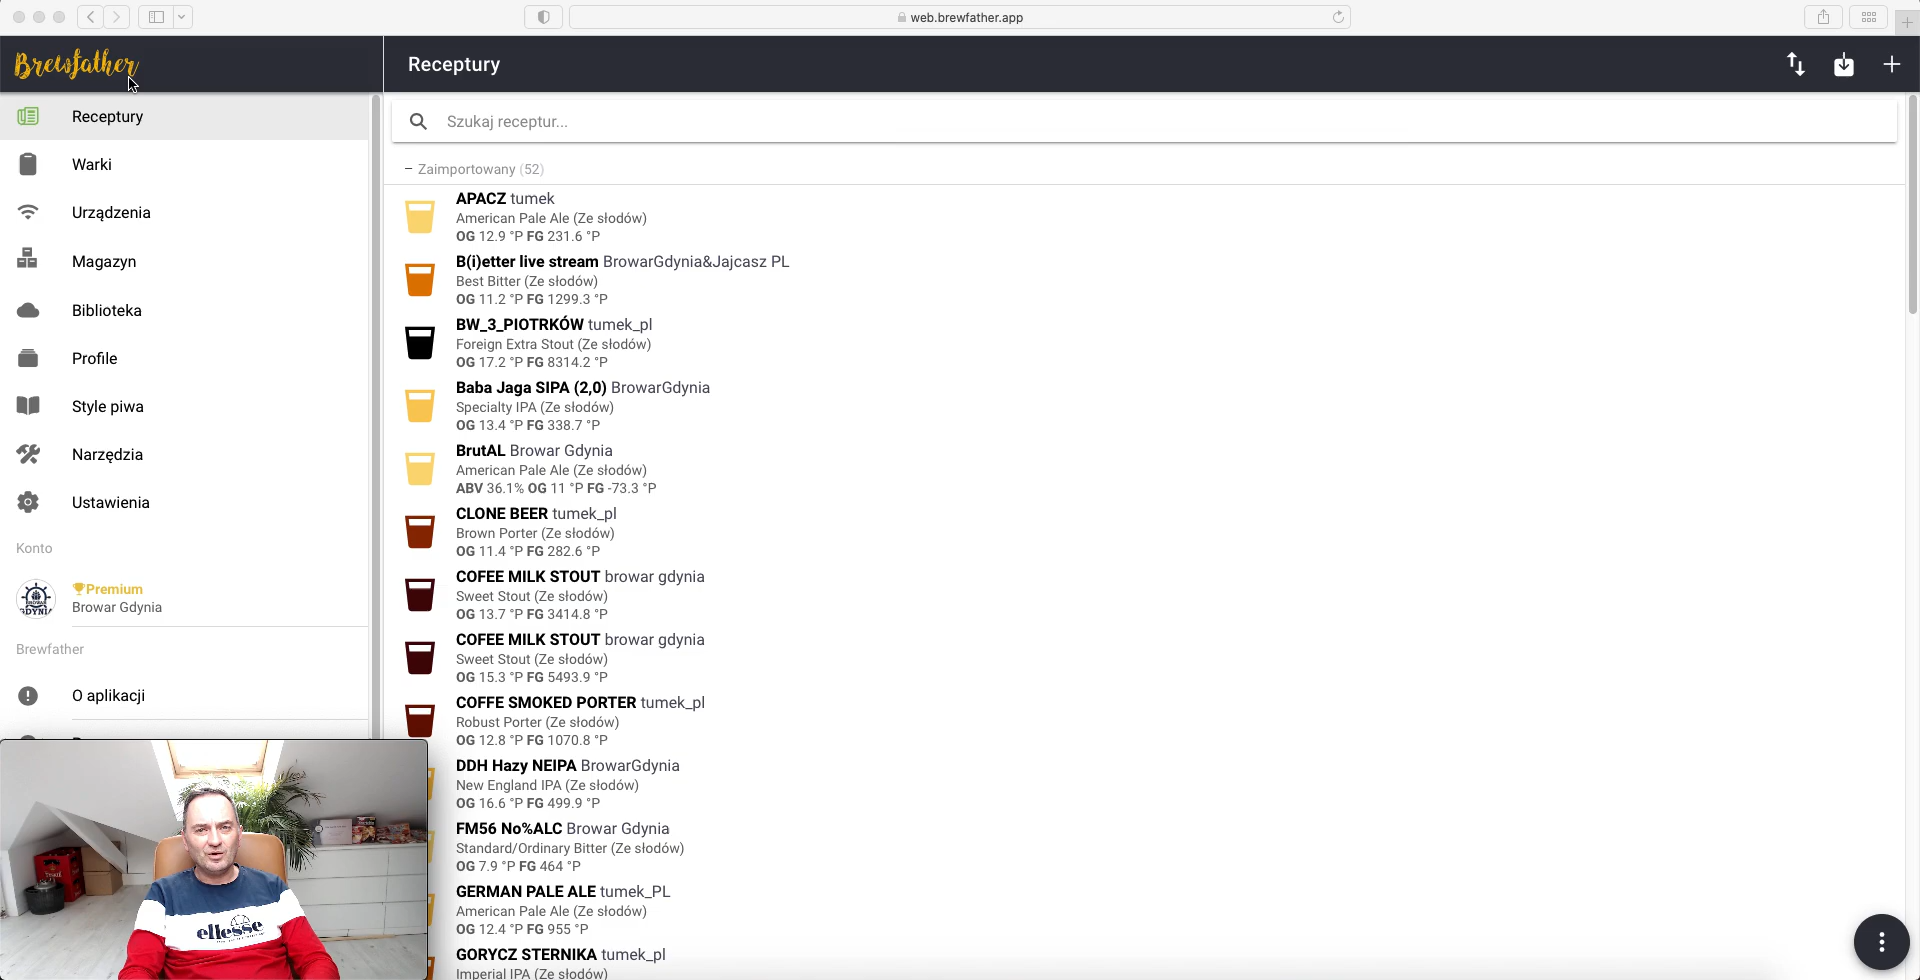 web.brewfather.app
Brewfather
Receptury
Receptury
Warki
Urządzenia
Magazyn
Biblioteka
Profile
Style piwa
Narzędzia
Ustawienia
Konto
Premium
Browar Gdynia
Brewfather
O aplikacji
Szukaj receptur...
– Zaimportowany (52)
APACZ tumek
American Pale Ale (Ze słodów)
OG 12.9 °P FG 231.6 °P
B(i)etter live stream BrowarGdynia&Jajcasz PL
Best Bitter (Ze słodów)
OG 11.2 °P FG 1299.3 °P
BW_3_PIOTRKÓW tumek_pl
Foreign Extra Stout (Ze słodów)
OG 17.2 °P FG 8314.2 °P
Baba Jaga SIPA (2,0) BrowarGdynia
Specialty IPA (Ze słodów)
OG 13.4 °P FG 338.7 °P
BrutAL Browar Gdynia
American Pale Ale (Ze słodów)
ABV 36.1% OG 11 °P FG -73.3 °P
CLONE BEER tumek_pl
Brown Porter (Ze słodów)
OG 11.4 °P FG 282.6 °P
COFEE MILK STOUT browar gdynia
Sweet Stout (Ze słodów)
OG 13.7 °P FG 3414.8 °P
COFEE MILK STOUT browar gdynia
Sweet Stout (Ze słodów)
OG 15.3 °P FG 5493.9 °P
COFFE SMOKED PORTER tumek_pl
Robust Porter (Ze słodów)
OG 12.8 °P FG 1070.8 °P
DDH Hazy NEIPA BrowarGdynia
New England IPA (Ze słodów)
OG 16.6 °P FG 499.9 °P
FM56 No%ALC Browar Gdynia
Standard/Ordinary Bitter (Ze słodów)
OG 7.9 °P FG 464 °P
GERMAN PALE ALE tumek_PL
American Pale Ale (Ze słodów)
OG 12.4 °P FG 955 °P
GORYCZ STERNIKA tumek_pl
Imperial IPA (Ze słodów)
ellesse